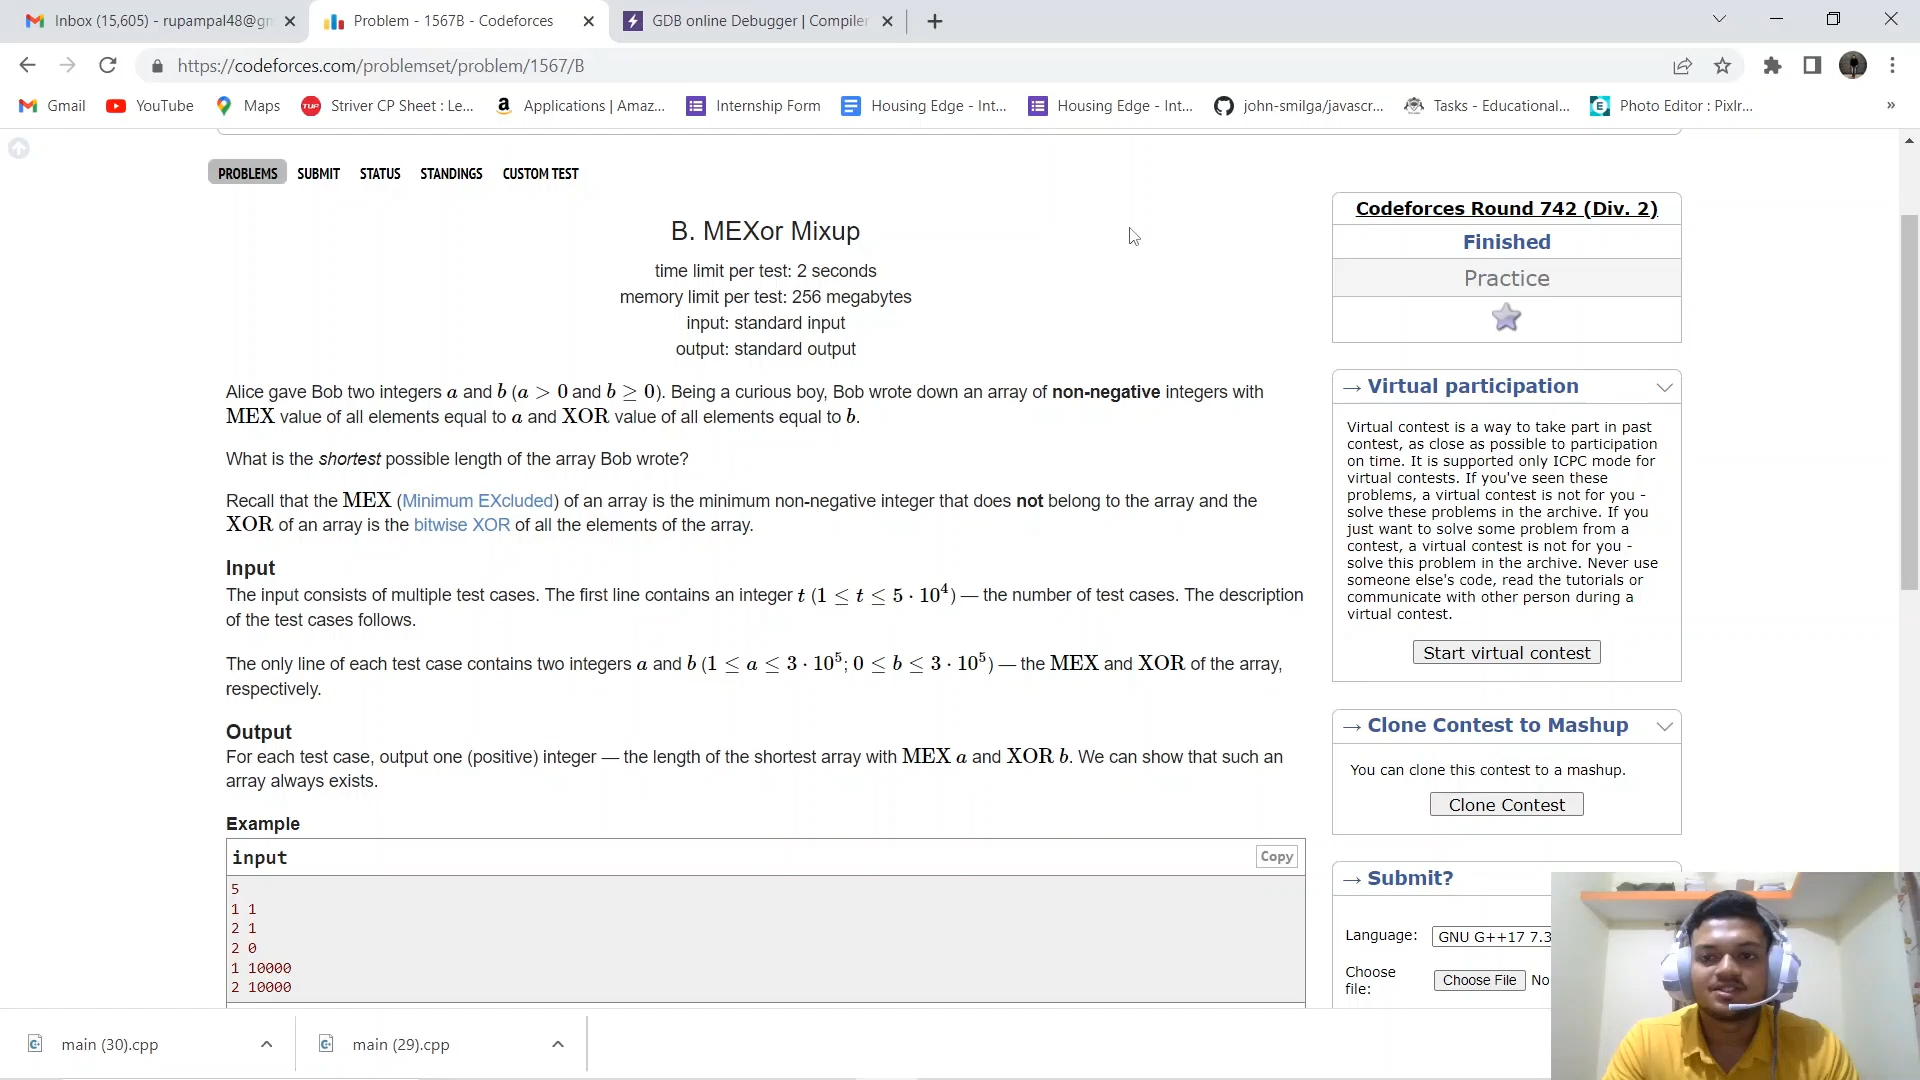 Inbox (15,605) - rupampal48@gm
Problem - 1567B - Codeforces
GDB online Debugger | Compiler
https://codeforces.com/problemset/problem/1567/B
Gmail
YouTube
Maps
TUF
Striver CP Sheet : Le...
Applications | Amaz...
Internship Form
Housing Edge - Int...
Housing Edge - Int...
john-smilga/javascr...
Tasks - Educational...
Photo Editor : Pixlr...
»
PROBLEMS SUBMIT STATUS STANDINGS CUSTOM TEST
B. MEXor Mixup
time limit per test: 2 seconds
memory limit per test: 256 megabytes
input: standard input
output: standard output
Alice gave Bob two integers a and b (a > 0 and b ≥ 0). Being a curious boy, Bob wrote down an array of non-negative integers with
MEX value of all elements equal to a and XOR value of all elements equal to b.
What is the shortest possible length of the array Bob wrote?
Recall that the MEX (Minimum EXcluded) of an array is the minimum non-negative integer that does not belong to the array and the
XOR of an array is the bitwise XOR of all the elements of the array.
Input
The input consists of multiple test cases. The first line contains an integer t (1 ≤ t ≤ 5 · 10⁴) — the number of test cases. The description
of the test cases follows.
The only line of each test case contains two integers a and b (1 ≤ a ≤ 3 · 10⁵; 0 ≤ b ≤ 3 · 10⁵) — the MEX and XOR of the array,
respectively.
Output
For each test case, output one (positive) integer — the length of the shortest array with MEX a and XOR b. We can show that such an
array always exists.
Example
input
Copy
5
1 1
2 1
2 0
1 10000
2 10000
Codeforces Round 742 (Div. 2)
Finished
Practice
→ Virtual participation
Virtual contest is a way to take part in past
contest, as close as possible to participation
on time. It is supported only ICPC mode for
virtual contests. If you've seen these
problems, a virtual contest is not for you -
solve these problems in the archive. If you
just want to solve some problem from a
contest, a virtual contest is not for you -
solve this problem in the archive. Never use
someone else's code, read the tutorials or
communicate with other person during a
virtual contest.
Start virtual contest
→ Clone Contest to Mashup
You can clone this contest to a mashup.
Clone Contest
→ Submit?
Language: GNU G++17 7.3
Choose
file:
Choose File No
main (30).cpp
main (29).cpp